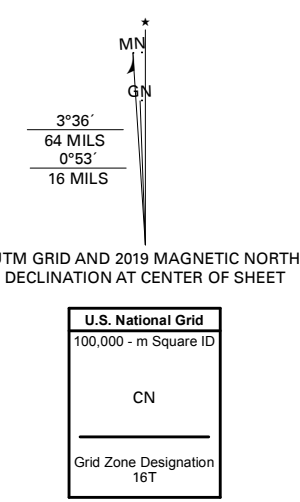 ★
MN
GN
3°36´
64 MILS
0°53´
16 MILS
UTM GRID AND 2019 MAGNETIC NORTH
DECLINATION AT CENTER OF SHEET
U.S. National Grid
100,000 - m Square ID
CN
Grid Zone Designation
16T